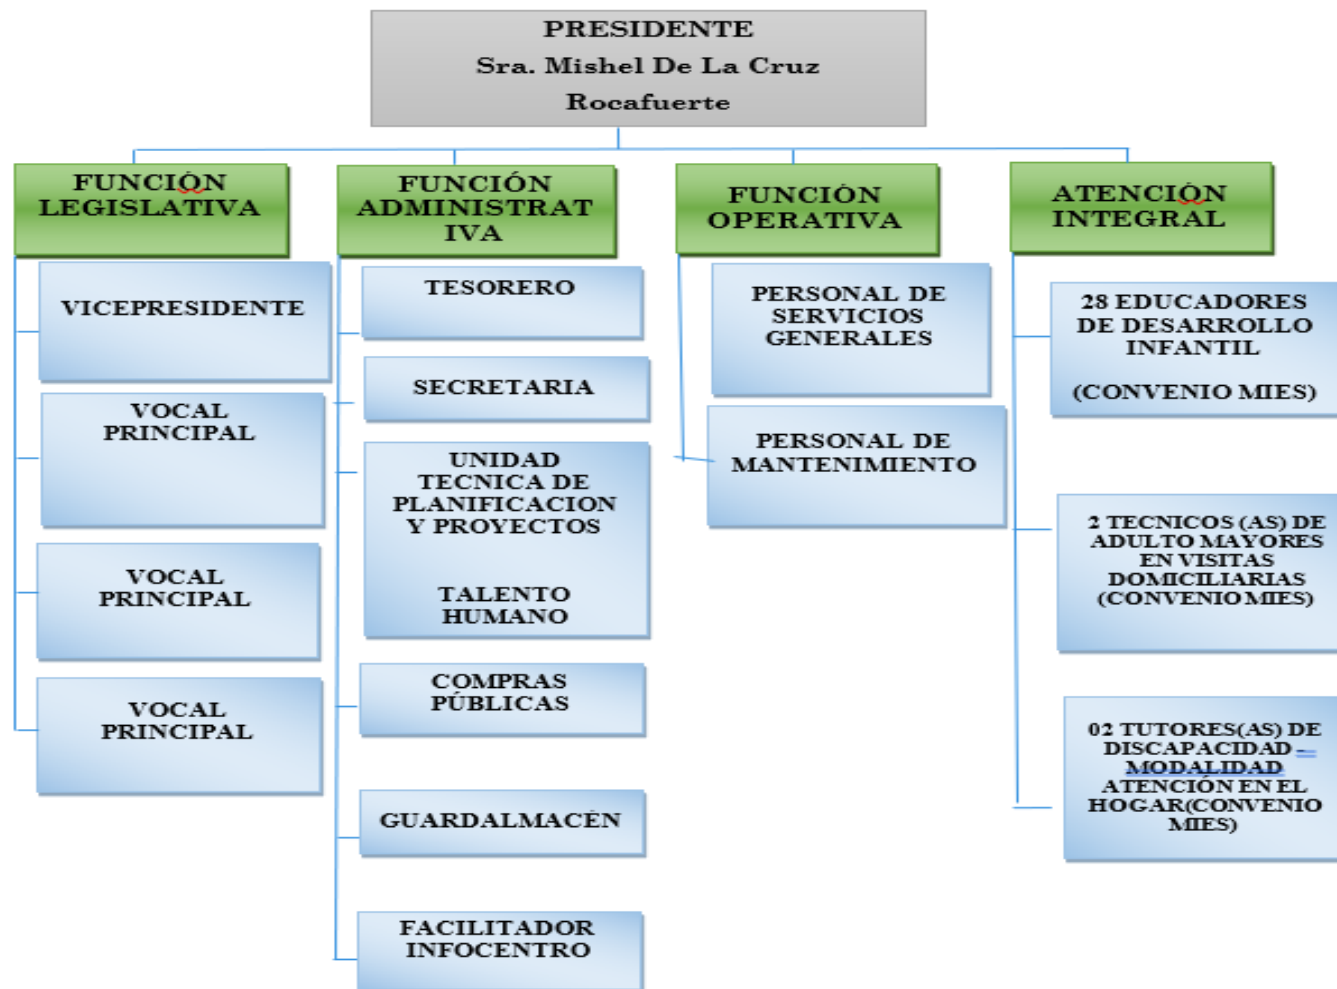 PRESIDENTE
Sra. Mishel De La Cruz
Rocafuerte
FUNCIÓN
LEGISLATIVA
VICEPRESIDENTE
VOCAL
PRINCIPAL
VOCAL
PRINCIPAL
VOCAL
PRINCIPAL
FUNCIÓN
ADMINISTRAT
IVA
TESORERO
SECRETARIA
UNIDAD
TECNICA DE
PLANIFICACION
Y PROYECTOS
TALENTO
HUMANO
COMPRAS
PÚBLICAS
GUARDALMACÉN
FACILITADOR
INFOCENTRO
FUNCIÓN
OPERATIVA
PERSONAL DE
SERVICIOS
GENERALES
PERSONAL DE
MANTENIMIENTO
ATENCIÓN
INTEGRAL
28 EDUCADORES
DE DESARROLLO
INFANTIL
(CONVENIO MIES)
2 TECNICOS (AS) DE
ADULTO MAYORES
EN VISITAS
DOMICILIARIAS
(CONVENIO MIES)
02 TUTORES(AS) DE
DISCAPACIDAD –
MODALIDAD
ATENCIÓN EN EL
HOGAR(CONVENIO
MIES)